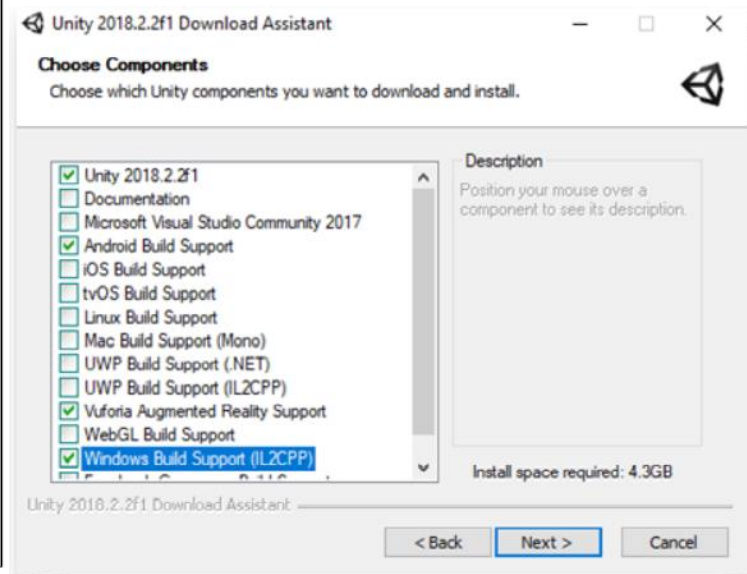 Unity 2018.2.2f1 Download Assistant
Choose Components
Choose which Unity components you want to download and install.
Unity 2018.2.2f1
Documentation
Microsoft Visual Studio Community 2017
Android Build Support
iOS Build Support
tvOS Build Support
Linux Build Support
Mac Build Support (Mono)
UWP Build Support (.NET)
UWP Build Support (IL2CPP)
Vuforia Augmented Reality Support
WebGL Build Support
Windows Build Support (IL2CPP)
Description
Position your mouse over a
component to see its description.
Install space required: 4.3GB
Unity 2018.2.2f1 Download Assistant
< Back
Next >
Cancel